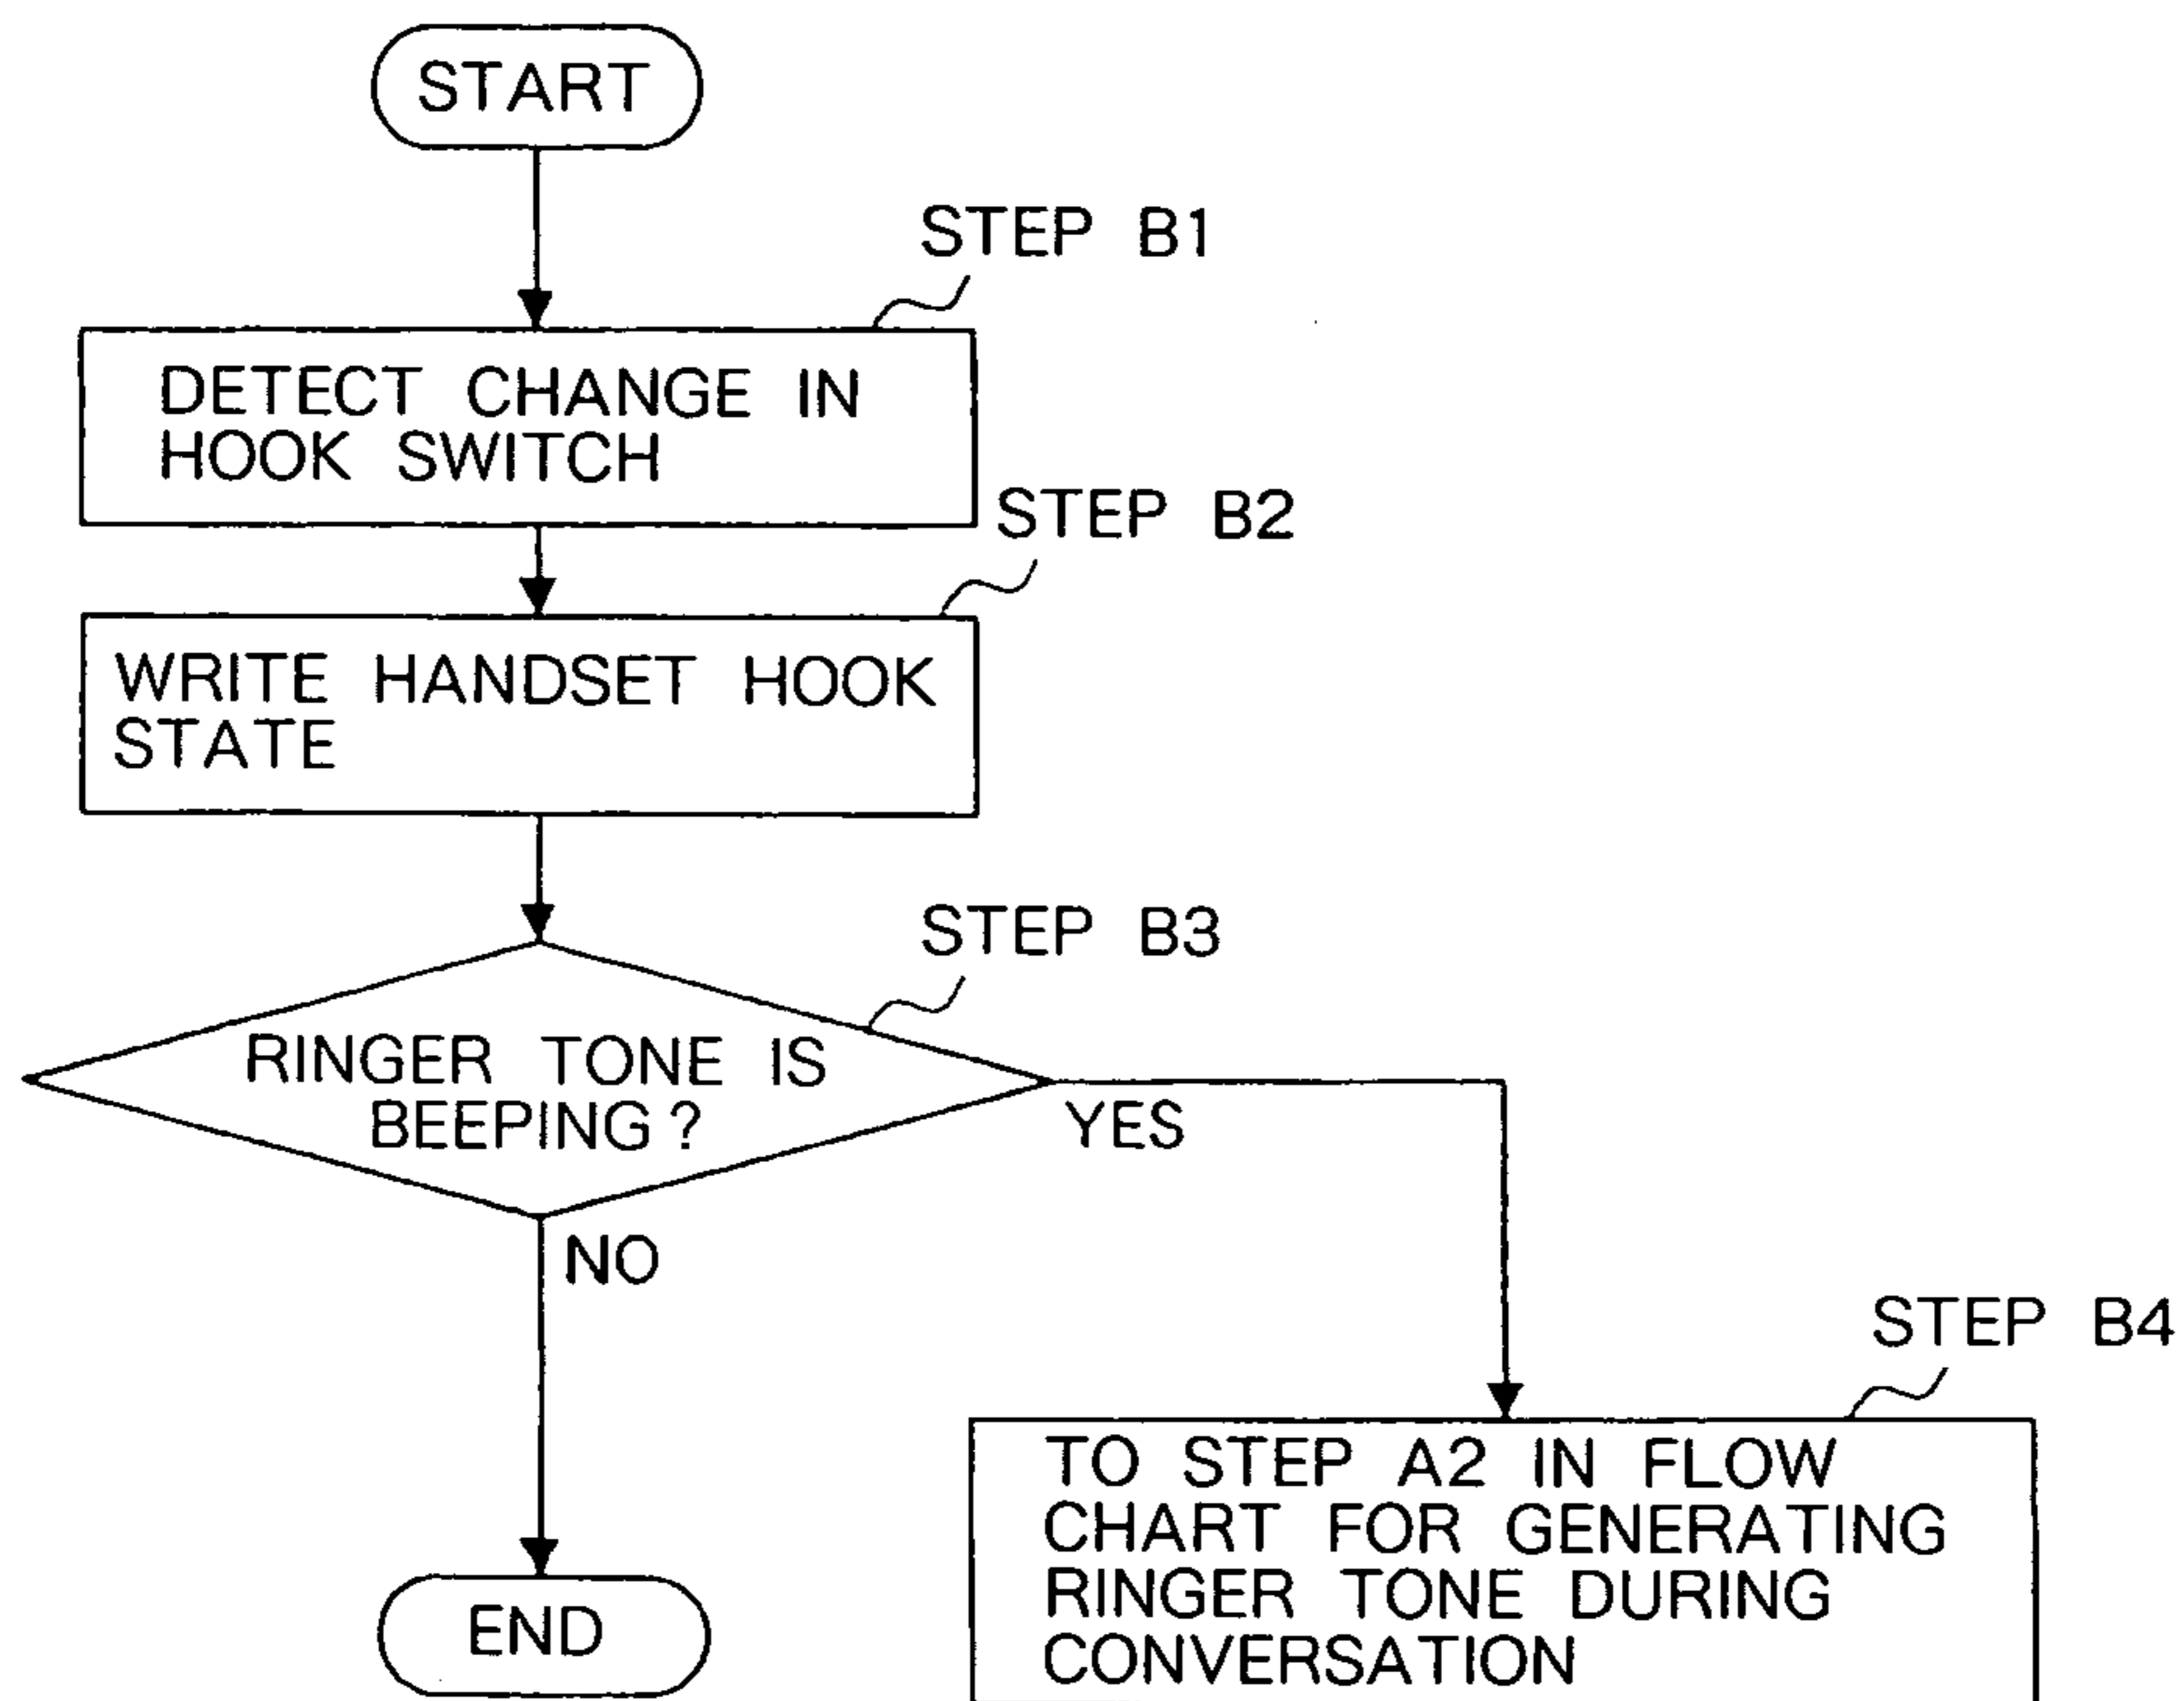 START
STEP B1
DETECT CHANGE IN
HOOK SWITCH
STEP B2
WRITE HANDSET HOOK
STATE
STEP B3
RINGER TONE IS
BEEPING?
YES
NO
STEP B4
TO STEP A2 IN FLOW
CHART FOR GENERATING
RINGER TONE DURING
CONVERSATION
END